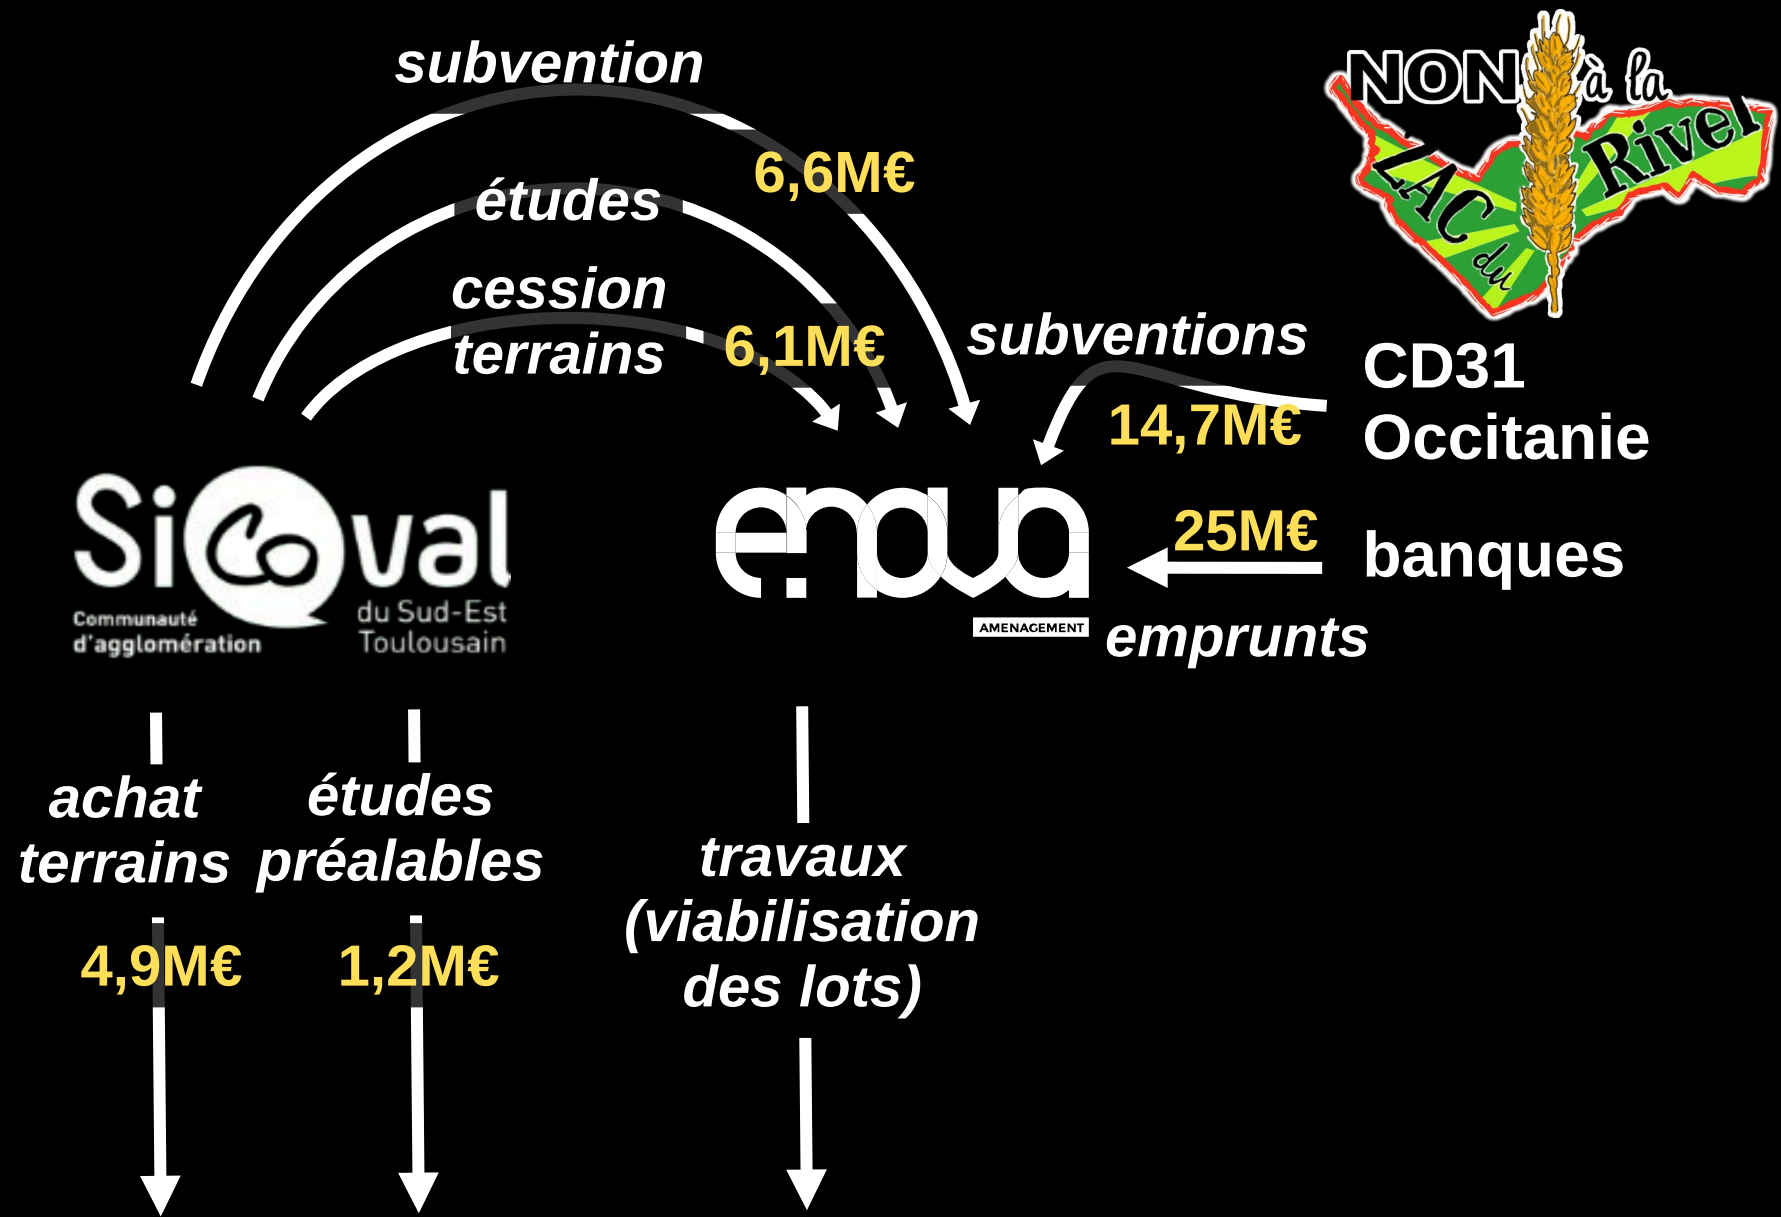 subvention
6,6M€
études
cession
terrains
6,1M€
NON à la
ZAC du Rivel
subventions
14,7M€
CD31
Occitanie
Sicoval
Communauté
d'agglomération
du Sud-Est
Toulousain
enova
AMENAGEMENT
25M€
banques
emprunts
achat
terrains
4,9M€
études
préalables
1,2M€
travaux
(viabilisation
des lots)